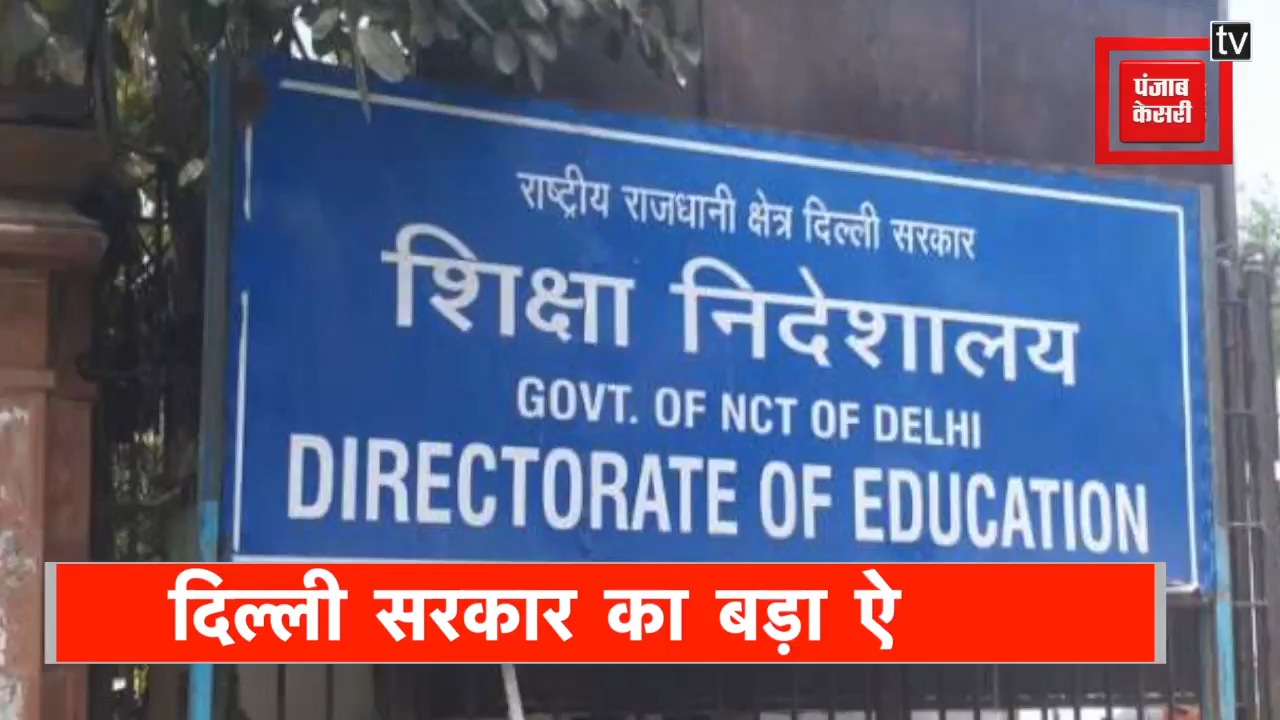 tv
पंजाब
केसरी
राष्ट्रीय राजधानी क्षेत्र दिल्ली सरकार
शिक्षा निदेशालय
GOVT. OF NCT OF DELHI
DIRECTORATE OF EDUCATION
दिल्ली सरकार का बड़ा ऐ